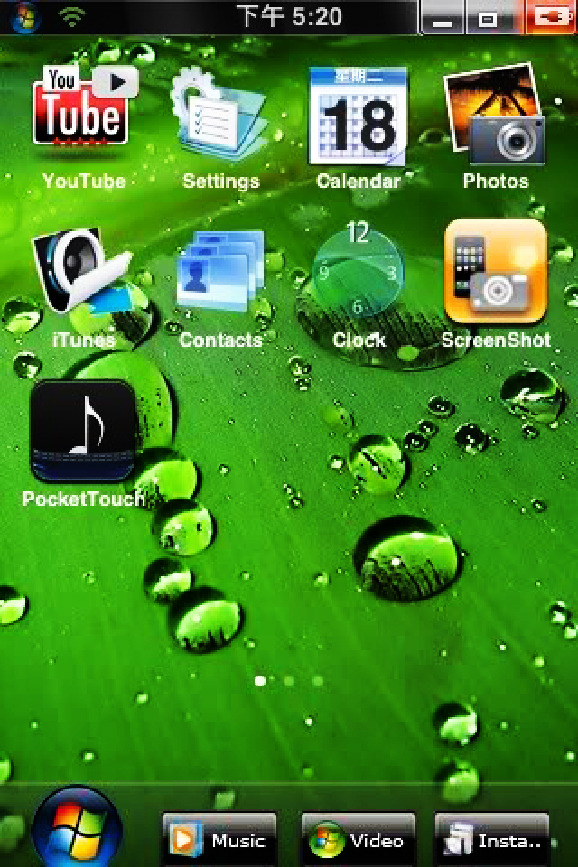 下午 5:20
You
Tube
星期二
18
YouTube
Settings
Calendar
Photos
12
9
3
6
iTunes
Contacts
Clock
ScreenShot
PocketTouch
Music
Video
Insta..